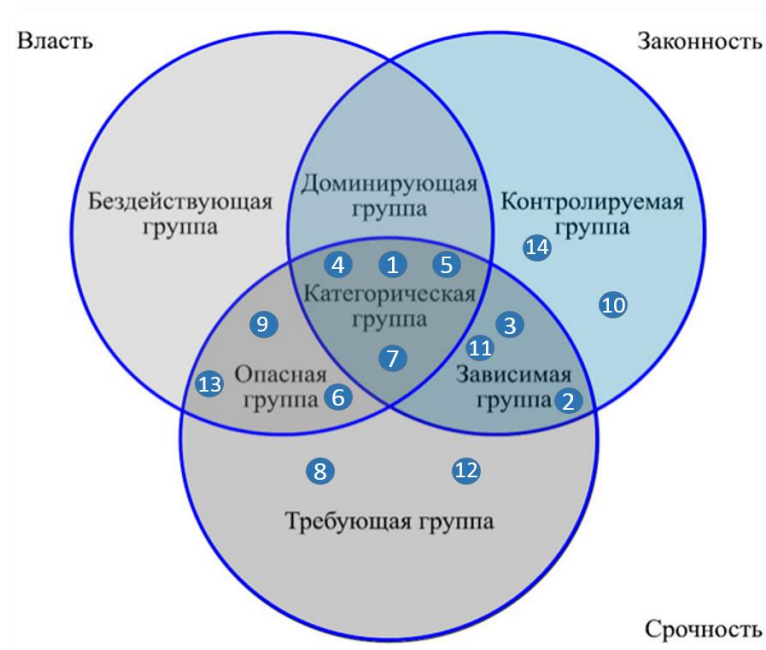 Власть
Законность
Доминирующая
группа
Бездействующая
группа
Контролируемая
группа
14
4
1
5
Категорическая
группа
10
9
3
11
7
Опасная
группа
13
6
Зависимая
группа
2
8
12
Требующая группа
Срочность